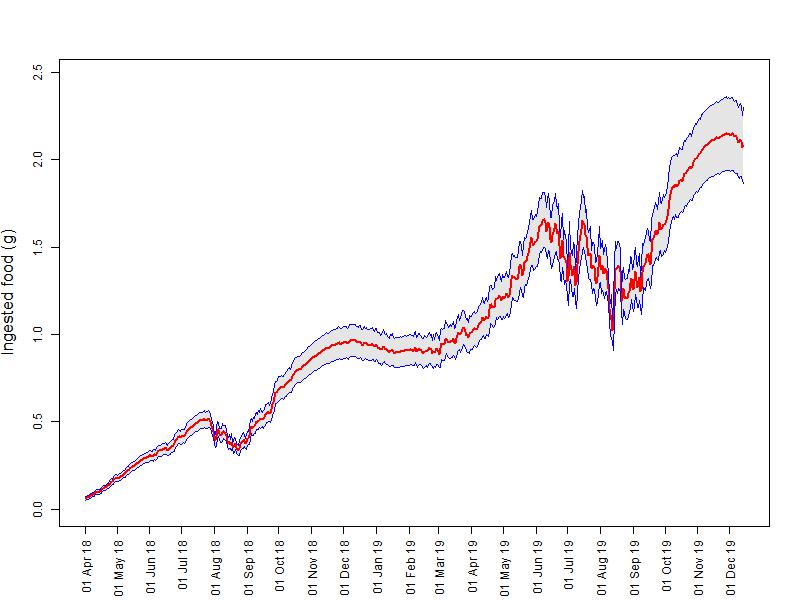 Ingested food (g)
2.5
2.0
1.5
1.0
0.5
0.0
01 Apr 18
01 May 18
01 Jun 18
01 Jul 18
01 Aug 18
01 Sep 18
01 Oct 18
01 Nov 18
01 Dec 18
01 Jan 19
01 Feb 19
01 Mar 19
01 Apr 19
01 May 19
01 Jun 19
01 Jul 19
01 Aug 19
01 Sep 19
01 Oct 19
01 Nov 19
01 Dec 19